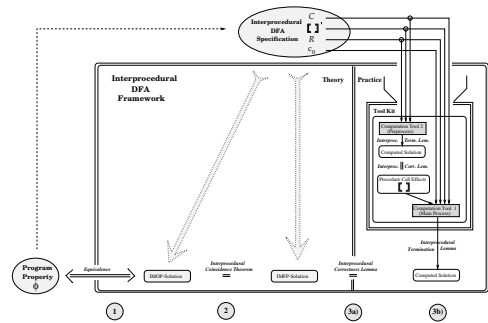 Interprocedural
DFA
Specification
C
[ ]
R
c0
Interprocedural
DFA
Framework
Theory
Practice
Tool Kit
Computation Tool 2
(Preprocess)
Interproc. Term. Lem.
Computed Solution
Interproc. Corr. Lem.
Procedure Call Effects
[ ]
Computation Tool 1
(Main Process)
Interprocedural
Termination Lemma
Program
Property
ϕ
Equivalence
IMOP-Solution
Interprocedural
Coincidence Theorem
=
IMFP-Solution
Interprocedural
Correctness Lemma
=
Computed Solution
1
2
3a)
3b)